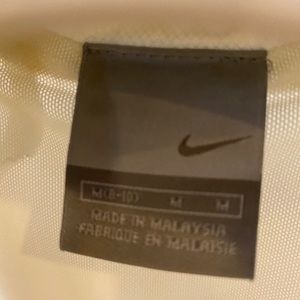 M(8-10) M M
MADE IN MALAYSIA
FABRIQUE EN MALAISIE